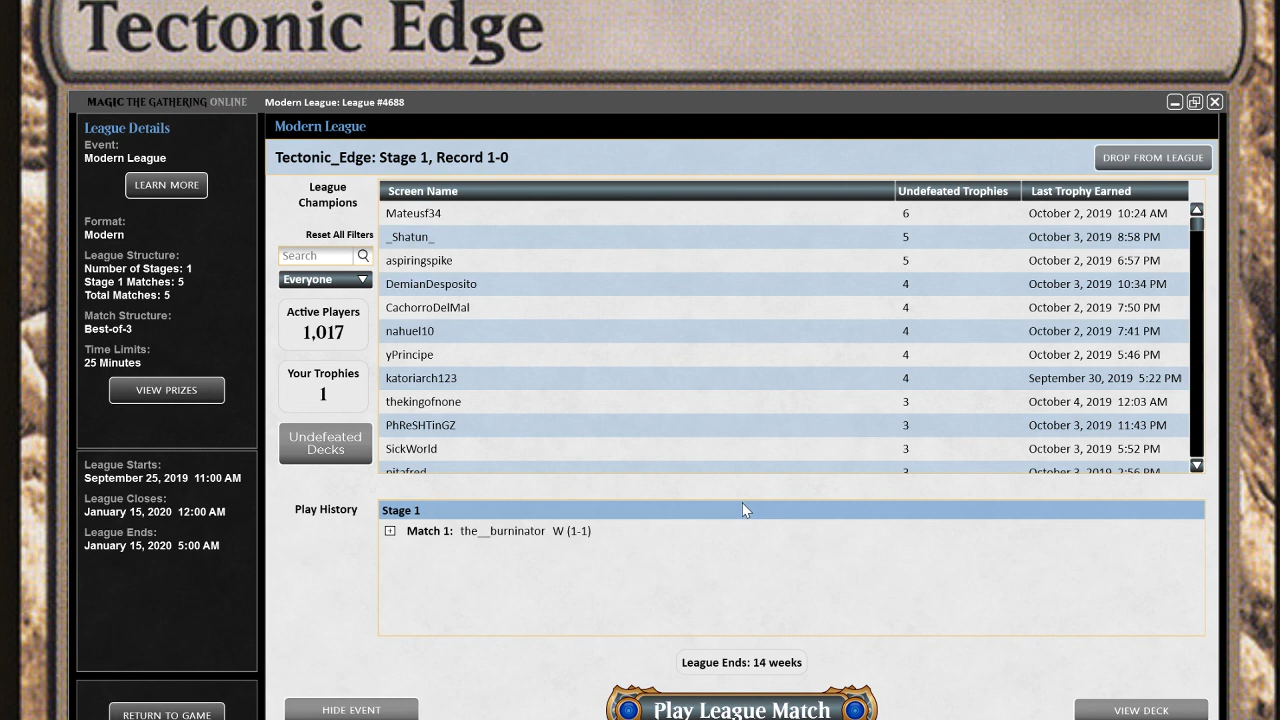 Tectonic Edge
MAGIC THE GATHERING ONLINE
Modern League: League #4688
League Details
Event:
Modern League
LEARN MORE
Format:
Modern
League Structure:
Number of Stages: 1
Stage 1 Matches: 5
Total Matches: 5
Match Structure:
Best-of-3
Time Limits:
25 Minutes
VIEW PRIZES
League Starts:
September 25, 2019 11:00 AM
League Closes:
January 15, 2020 12:00 AM
League Ends:
January 15, 2020 5:00 AM
RETURN TO GAME
Modern League
Tectonic_Edge: Stage 1, Record 1-0
DROP FROM LEAGUE
League
Champions
Reset All Filters
Search
Everyone
Active Players
1,017
Your Trophies
1
Undefeated
Decks
Screen Name Undefeated Trophies Last Trophy Earned
Mateusf34 6 October 2, 2019 10:24 AM
_Shatun_ 5 October 3, 2019 8:58 PM
aspiringspike 5 October 2, 2019 6:57 PM
DemianDesposito 4 October 3, 2019 10:34 PM
CachorroDelMal 4 October 2, 2019 7:50 PM
nahuel10 4 October 2, 2019 7:41 PM
yPrincipe 4 October 2, 2019 5:46 PM
katoriarch123 4 September 30, 2019 5:22 PM
thekingofnone 3 October 4, 2019 12:03 AM
PhReSHTinGZ 3 October 3, 2019 11:43 PM
SickWorld 3 October 3, 2019 5:52 PM
3 October 3, 2019 2:56 PM
Play History
Stage 1
Match 1: the__burninator W (1-1)
League Ends: 14 weeks
HIDE EVENT
Play League Match
VIEW DECK